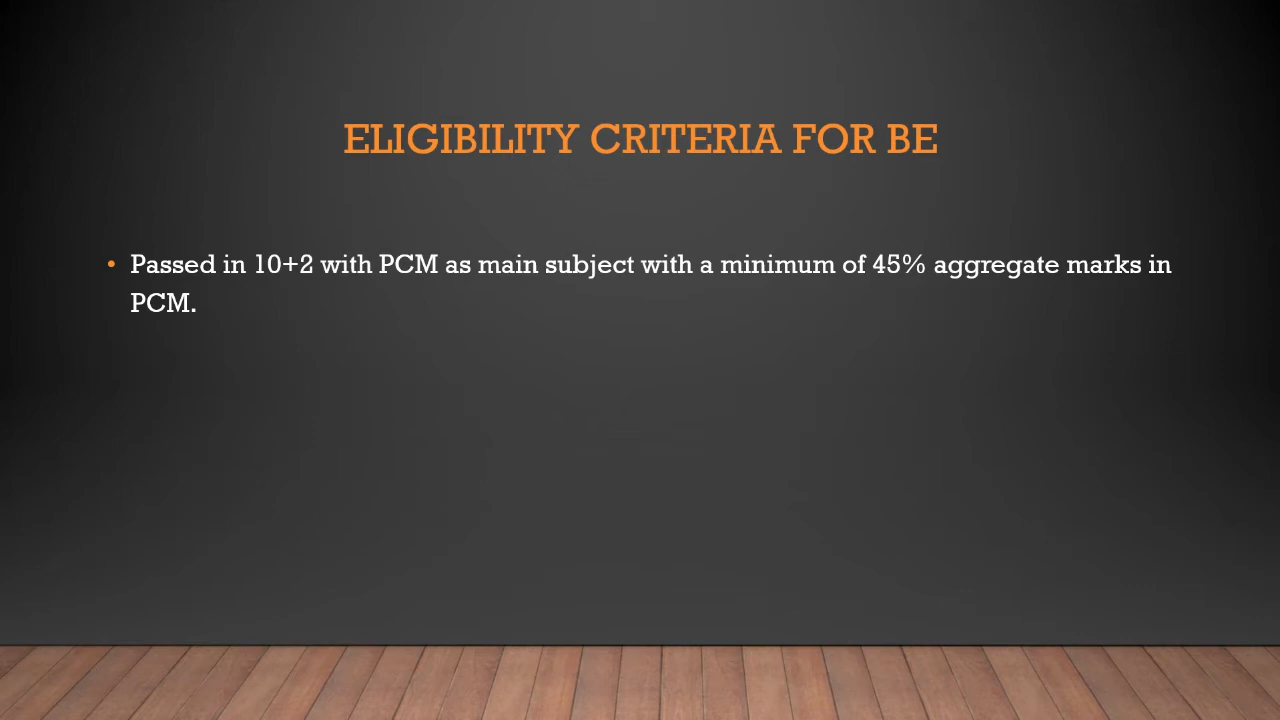 ELIGIBILITY CRITERIA FOR BE
• Passed in 10+2 with PCM as main subject with a minimum of 45% aggregate marks in
PCM.